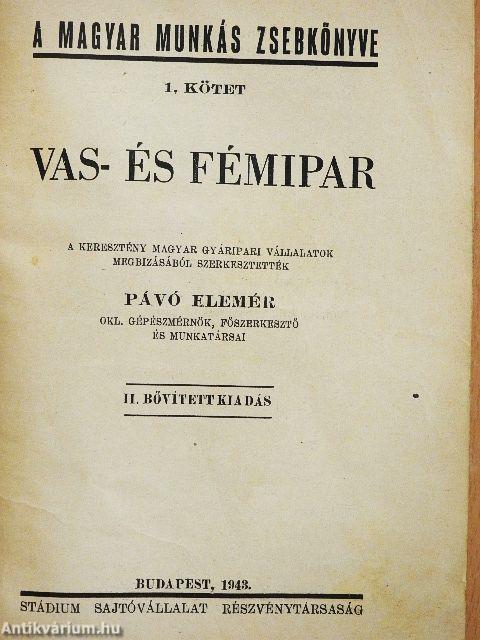 A MAGYAR MUNKÁS ZSEBKÖNYVE
1. KÖTET
VAS- ÉS FÉMIPAR
A KERESZTÉNY MAGYAR GYÁRIPARI VÁLLALATOK
MEGBIZÁSÁBÓL SZERKESZTETTÉK
PÁVÓ ELEMÉR
OKL. GÉPÉSZMÉRNÖK, FŐSZERKESZTŐ
ÉS MUNKATÁRSAI
II. BŐVÍTETT KIADÁS
BUDAPEST, 1943.
STÁDIUM SAJTÓVÁLLALAT RÉSZVÉNYTÁRSASÁG
Antikvárium.hu